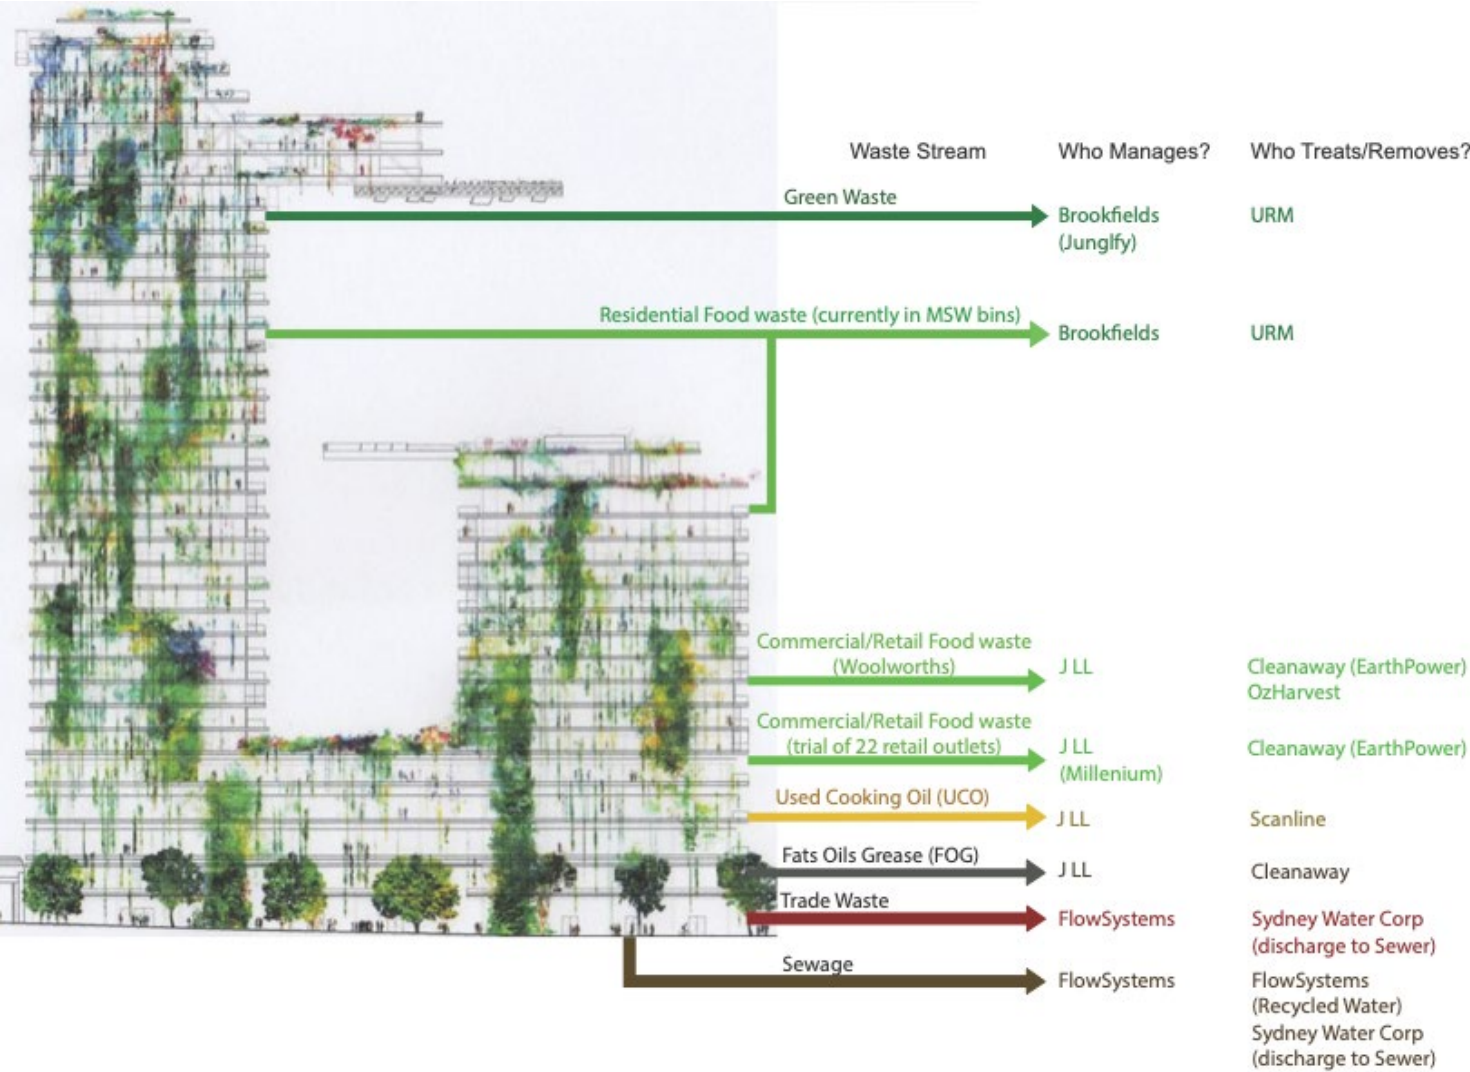 Waste Stream Who Manages? Who Treats/Removes?
Green Waste
Brookfields URM
(Junglfy)
Residential Food waste (currently in MSW bins)
Brookfields URM
Commercial/Retail Food waste
(Woolworths)
J LL Cleanaway (EarthPower)
OzHarvest
Commercial/Retail Food waste
(trial of 22 retail outlets)
J LL Cleanaway (EarthPower)
(Millenium)
Used Cooking Oil (UCO)
J LL Scanline
Fats Oils Grease (FOG)
J LL Cleanaway
Trade Waste
FlowSystems Sydney Water Corp
(discharge to Sewer)
Sewage
FlowSystems FlowSystems
(Recycled Water)
Sydney Water Corp
(discharge to Sewer)